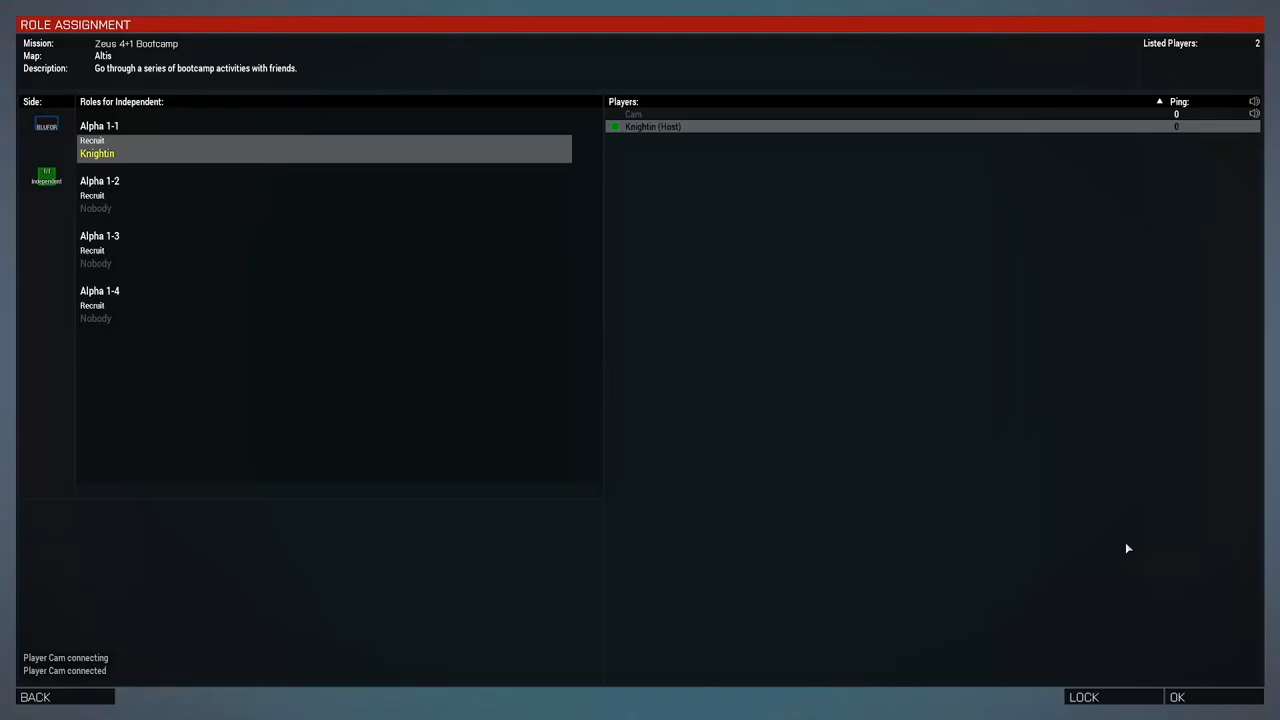 ROLE ASSIGNMENT
Mission: Zeus 4+1 Bootcamp
Map: Altis
Description: Go through a series of bootcamp activities with friends.
Listed Players: 2
Side:
BLUFOR
1/1
Independent
Roles for Independent:
Alpha 1-1
Recruit
Knightin
Alpha 1-2
Recruit
Nobody
Alpha 1-3
Recruit
Nobody
Alpha 1-4
Recruit
Nobody
Players: Ping:
Cam 0
Knightin (Host) 0
Player Cam connecting
Player Cam connected
BACK
LOCK
OK